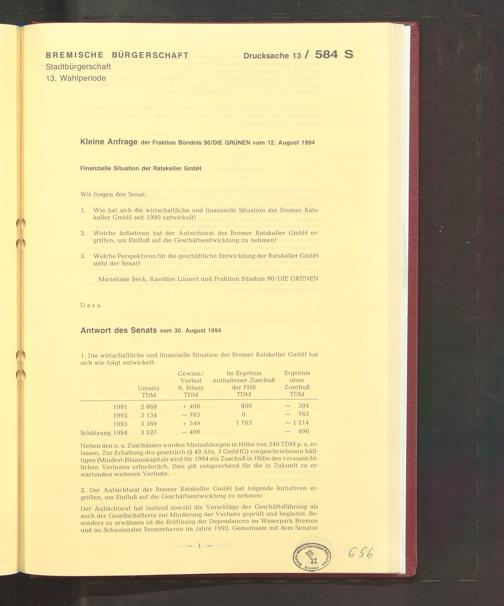 BREMISCHE BÜRGERSCHAFT
Drucksache 13 / 584 S
Stadtbürgerschaft
13. Wahlperiode
Kleine Anfrage der Fraktion Bündnis 90/DIE GRÜNEN vom 12. August 1994
Finanzielle Situation der Ratskeller GmbH
Wir fragen den Senat:
1. Wie hat sich die wirtschaftliche und finanzielle Situation der Bremer Rats-
keller GmbH seit 1990 entwickelt?
2. Welche Initiativen hat der Aufsichtsrat der Bremer Ratskeller GmbH er-
griffen, um Einfluß auf die Geschäftsentwicklung zu nehmen?
3. Welche Perspektiven für die geschäftliche Entwicklung der Ratskeller GmbH
sieht der Senat?
Marieluise Beck, Karoline Linnert und Fraktion Bündnis 90/DIE GRÜNEN
Dazu
Antwort des Senats vom 30. August 1994
1. Die wirtschaftliche und finanzielle Situation der Bremer Ratskeller GmbH hat
sich wie folgt entwickelt:
Gewinn/ Im Ergebnis Ergebnis
Verlust enthaltener Zuschuß ohne
Umsatz lt. Bilanz der FHB Zuschuß
TDM TDM TDM TDM
1991 2 868 + 496 800 — 304
1992 3 134 — 763 0 — 763
1993 3 369 + 549 1 763 — 1 214
Schätzung 1994 3 527 — 496 — 496
Neben den o. a. Zuschüssen wurden Mietzahlungen in Höhe von 240 TDM p. a. er-
lassen. Zur Erhaltung des gesetzlich (§ 49 Abs. 3 GmbHG) vorgeschriebenen hälf-
tigen (Mindest-)Stammkapitals wird für 1994 ein Zuschuß in Höhe des voraussicht-
lichen Verlustes erforderlich. Dies gilt entsprechend für die in Zukunft zu er-
wartenden weiteren Verluste.
2. Der Aufsichtsrat der Bremer Ratskeller GmbH hat folgende Initiativen er-
griffen, um Einfluß auf die Geschäftsentwicklung zu nehmen:
Der Aufsichtsrat hat laufend sowohl die Vorschläge der Geschäftsführung als
auch der Gesellschafterin zur Minderung der Verluste geprüft und begleitet. Be-
sonders zu erwähnen ist die Eröffnung der Dependancen im Weserpark Bremen
und im Schaufenster Bremerhaven im Jahre 1992. Gemeinsam mit dem Senator
— 1 —
656